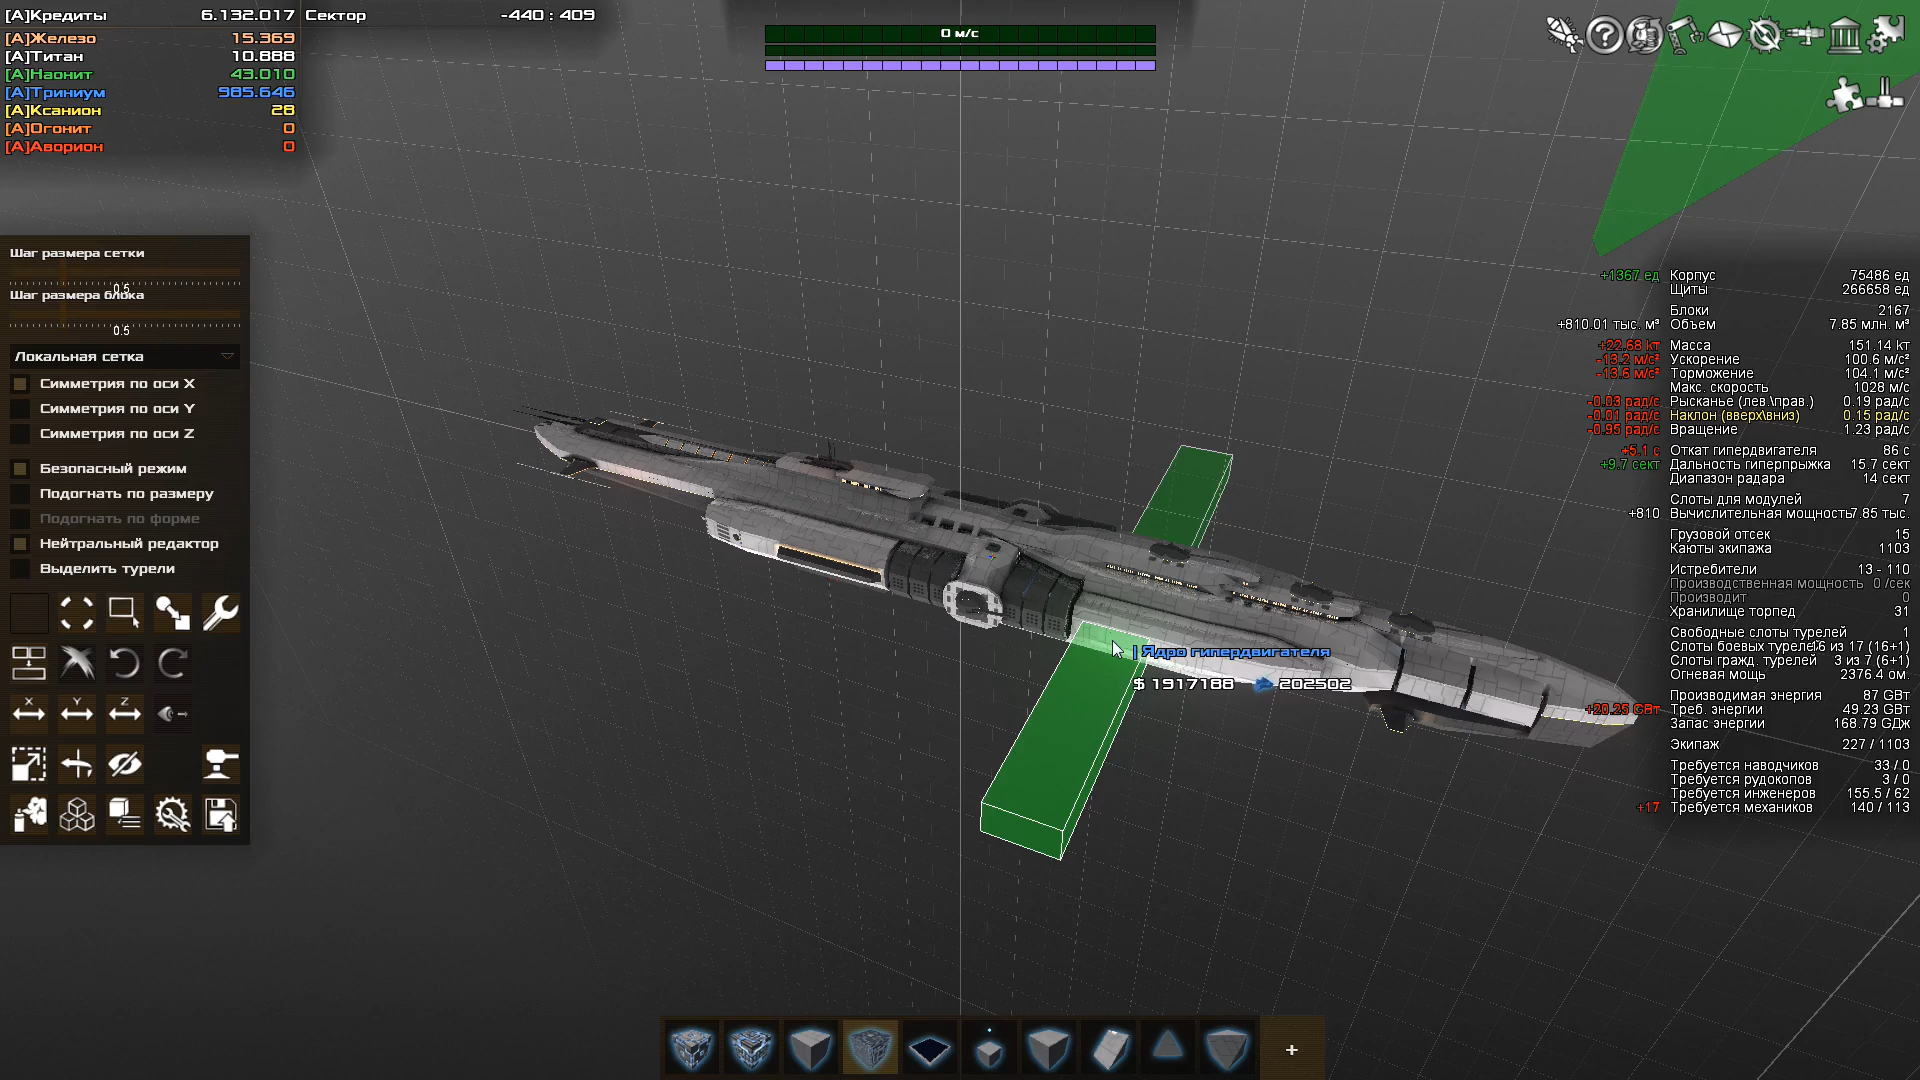 [А]Кредиты 6.132.017 Сектор -440 : 409
[А]Железо 15.369
[А]Титан 10.888
[А]Наонит 43.010
[А]Триниум 985.646
[А]Ксанион 28
[А]Огонит 0
[А]Аворион 0
0 м/с
Шаг размера сетки
0.5
Шаг размера блока
0.5
Локальная сетка
Симметрия по оси X
Симметрия по оси Y
Симметрия по оси Z
Безопасный режим
Подогнать по размеру
Подогнать по форме
Нейтральный редактор
Выделить турели
X Y Z
| Ядро гипердвигателя
$ 1917188 202502
+1367 ед Корпус 75486 ед
Щиты 266658 ед
Блоки 2167
+810.01 тыс. м³ Объем 7.85 млн. м³
+22.68 kт Масса 151.14 kт
-13.2 м/с² Ускорение 100.6 м/с²
-13.6 м/с² Торможение 104.1 м/с²
Макс. скорость 1028 м/с
-0.03 рад/с Рысканье (лев.\прав.) 0.19 рад/с
-0.01 рад/с Наклон (вверх\вниз) 0.15 рад/с
-0.95 рад/с Вращение 1.23 рад/с
+5.1 с Откат гипердвигателя 86 с
+9.7 сект Дальность гиперпрыжка 15.7 сект
Диапазон радара 14 сект
Слоты для модулей 7
+810 Вычислительная мощность 7.85 тыс.
Грузовой отсек 15
Каюты экипажа 1103
Истребители 13 - 110
Производственная мощность 0 /сек
Производит 0
Хранилище торпед 31
Свободные слоты турелей 1
Слоты боевых турелей 16 из 17 (16+1)
Слоты гражд. турелей 3 из 7 (6+1)
Огневая мощь 2376.4 ом.
Производимая энергия 87 GВт
+20.25 GВт Треб. энергии 49.23 GВт
Запас энергии 168.79 GДж
Экипаж 227 / 1103
Требуется наводчиков 33 / 0
Требуется рудокопов 3 / 0
Требуется инженеров 155.5 / 62
+17 Требуется механиков 140 / 113
+